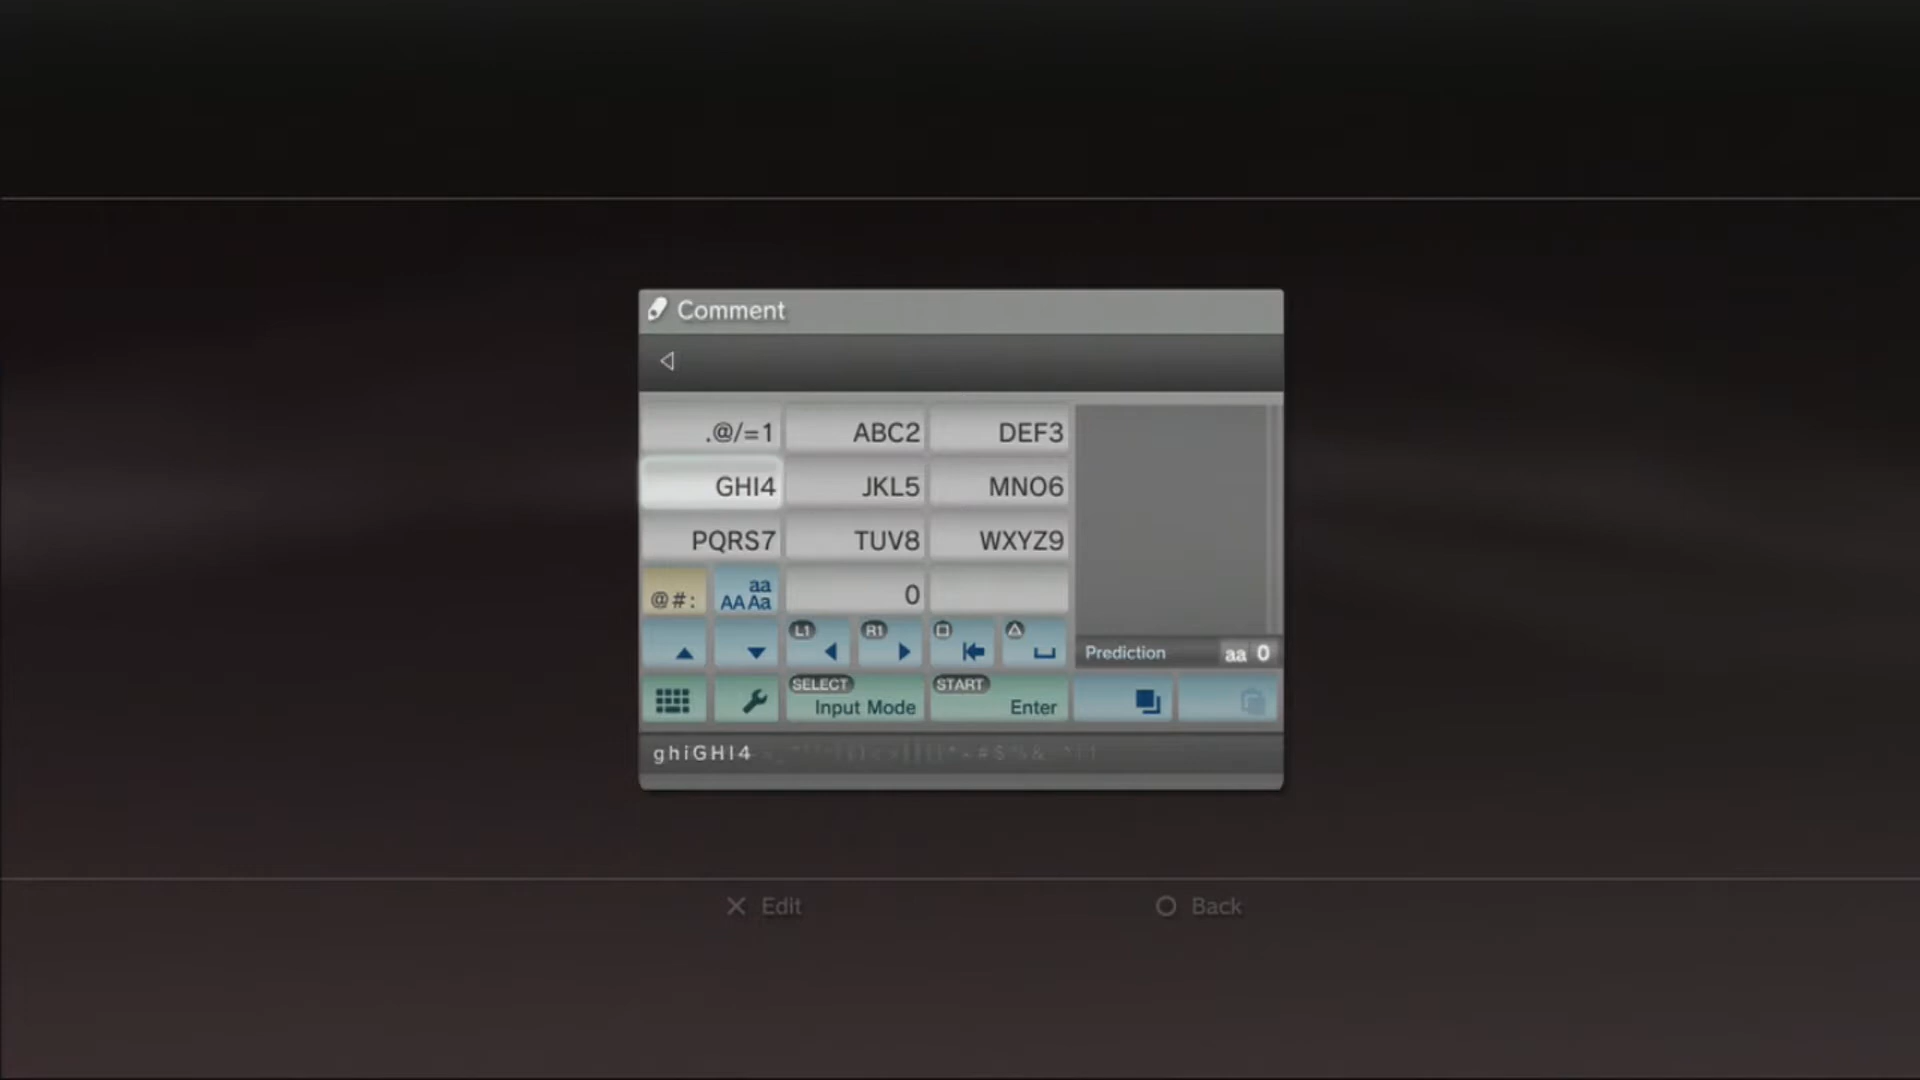 Comment
.@/=1 ABC2 DEF3
GHI4 JKL5 MNO6
PQRS7 TUV8 WXYZ9
@#: aa AA Aa 0
L1 R1
Prediction aa 0
SELECT Input Mode START Enter
ghiGHI4
Edit Back